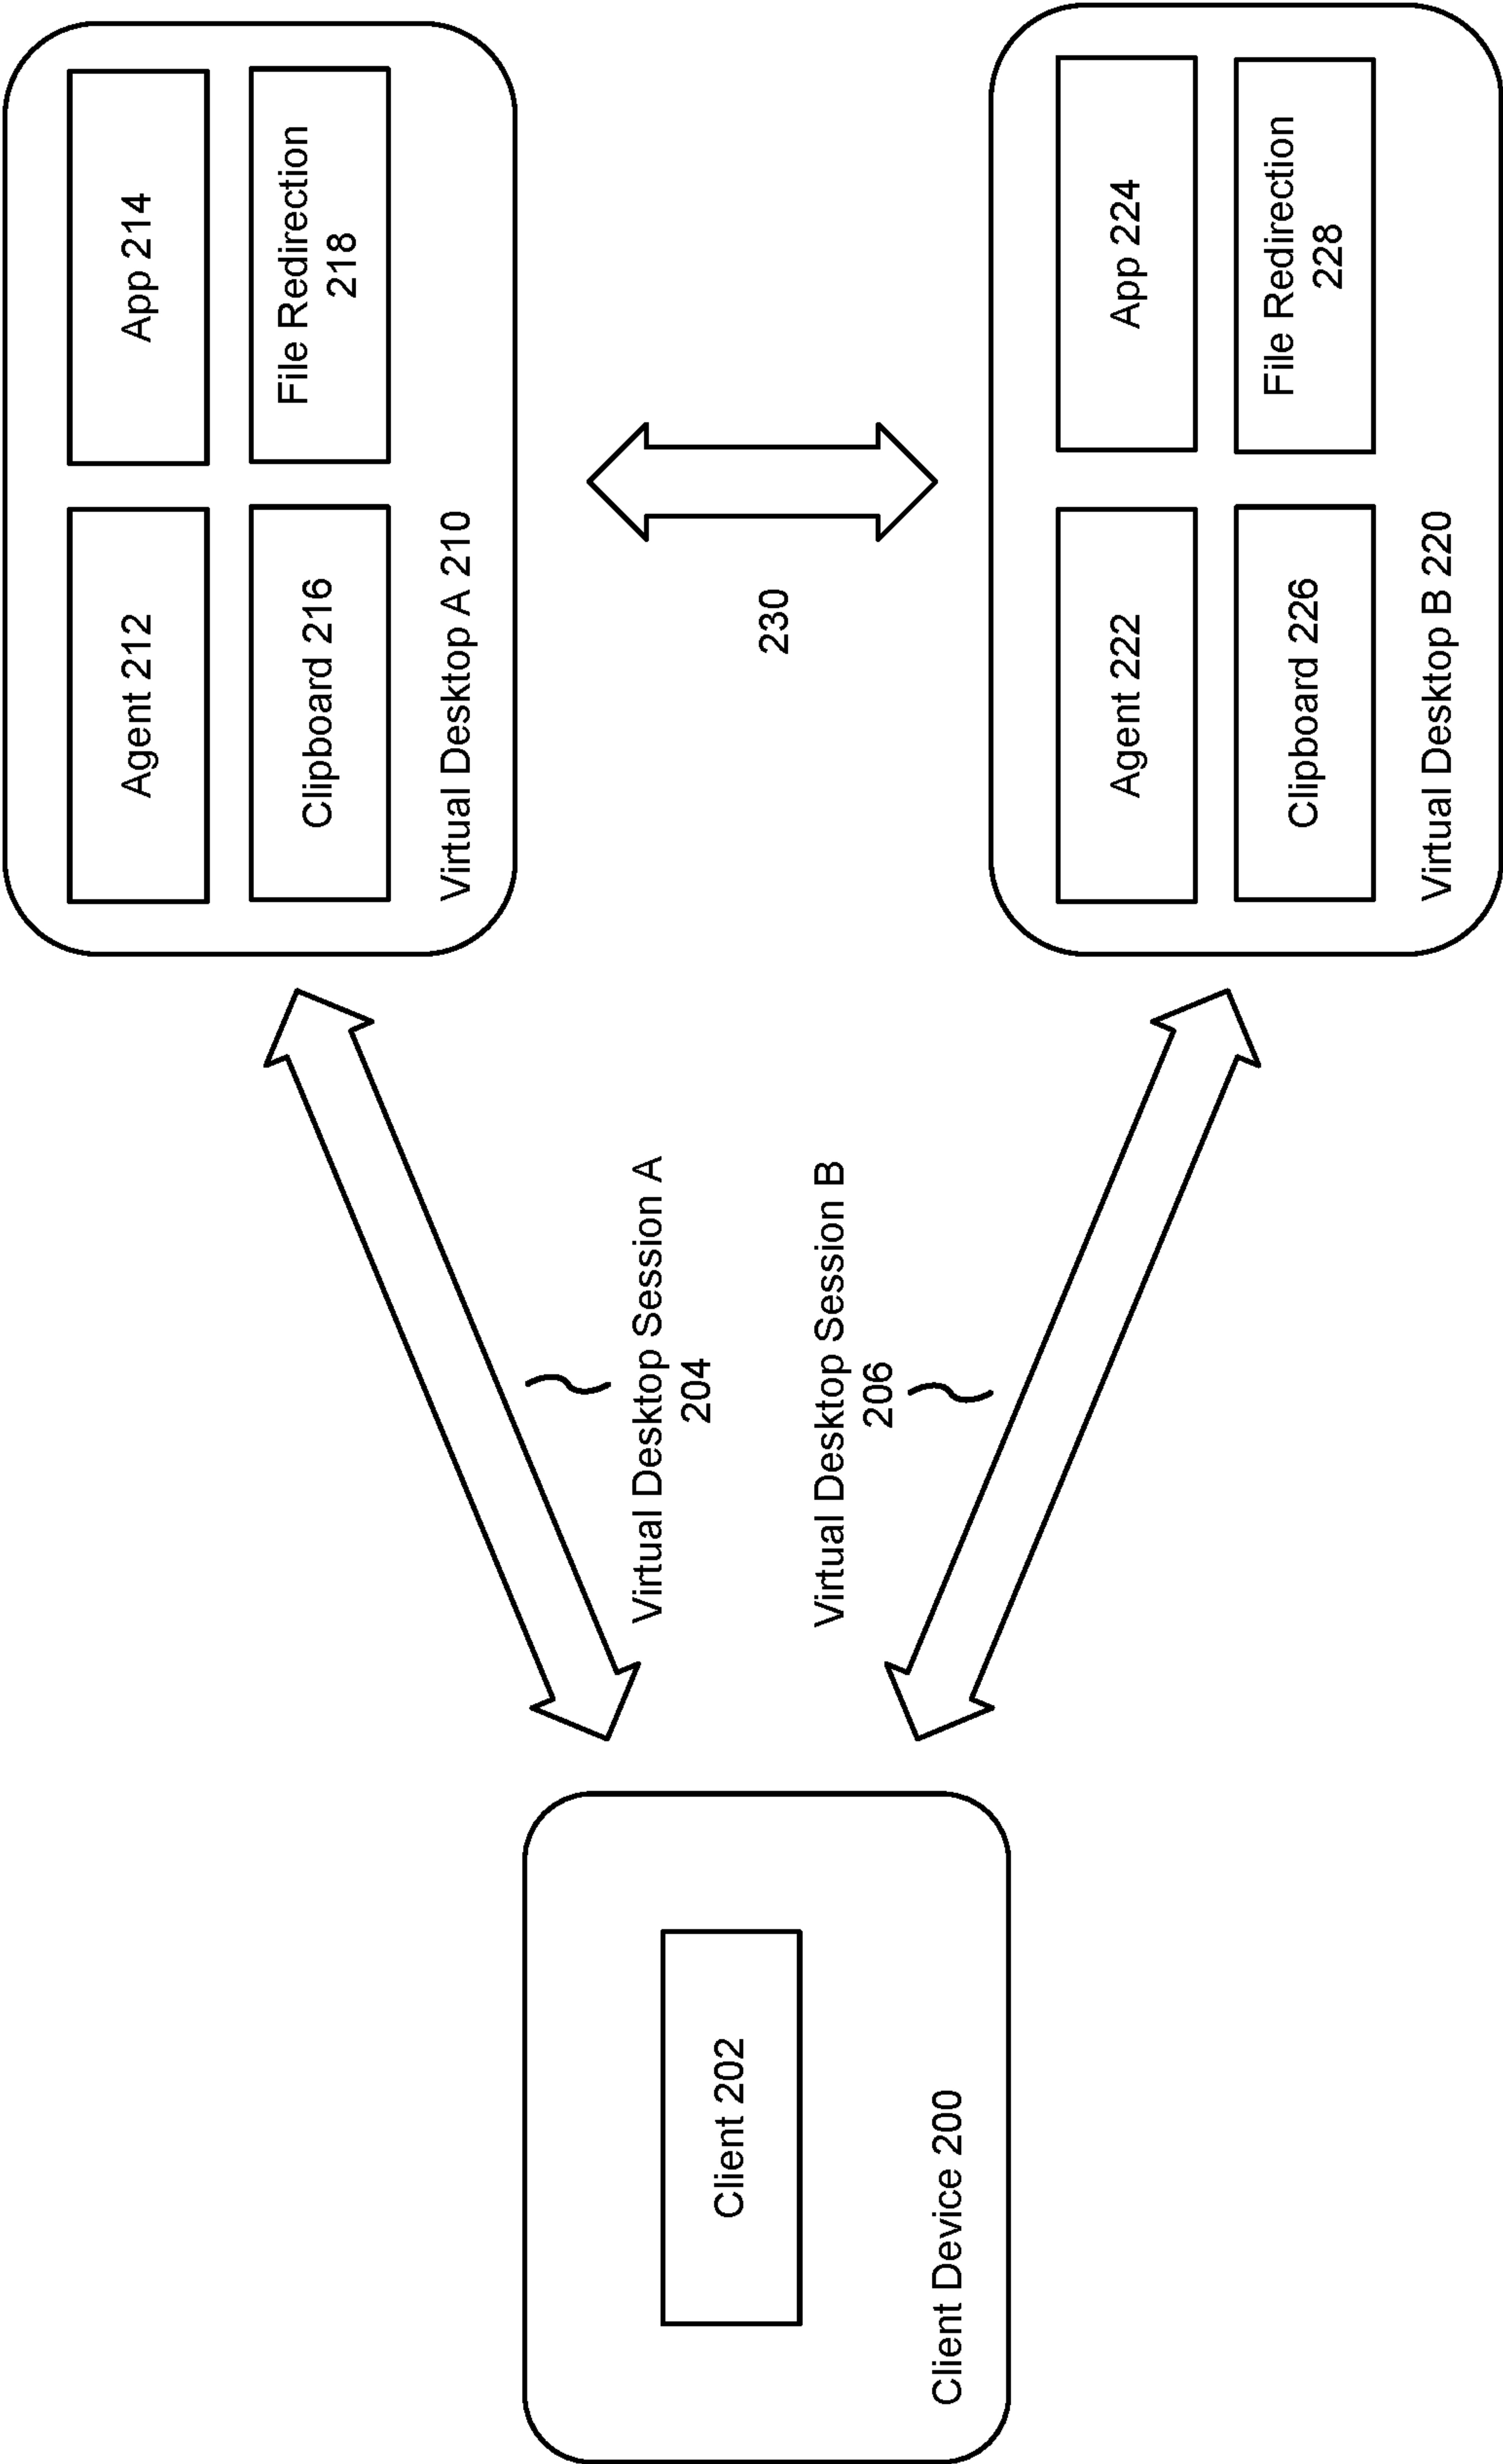 Client 202
Client Device 200
Virtual Desktop Session A
204
Virtual Desktop Session B
206
Agent 212
App 214
Clipboard 216
File Redirection
218
Virtual Desktop A 210
230
Agent 222
App 224
Clipboard 226
File Redirection
228
Virtual Desktop B 220